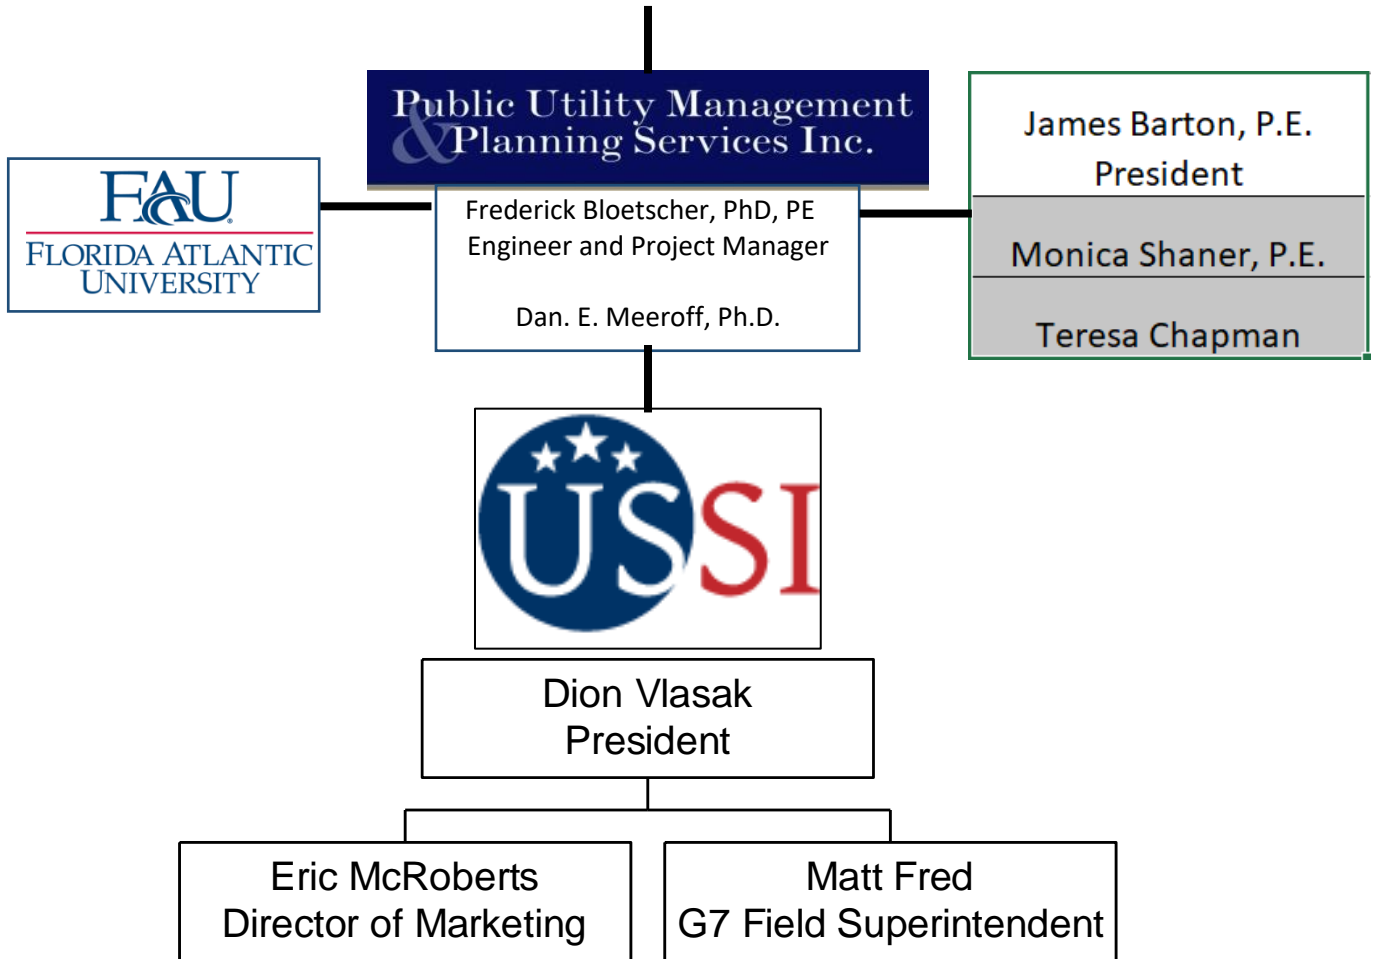 Public Utility Management
& Planning Services Inc.
FAU
FLORIDA ATLANTIC
UNIVERSITY
Frederick Bloetscher, PhD, PE
Engineer and Project Manager
Dan. E. Meeroff, Ph.D.
James Barton, P.E.
President
Monica Shaner, P.E.
Teresa Chapman
USSI
Dion Vlasak
President
Eric McRoberts
Director of Marketing
Matt Fred
G7 Field Superintendent